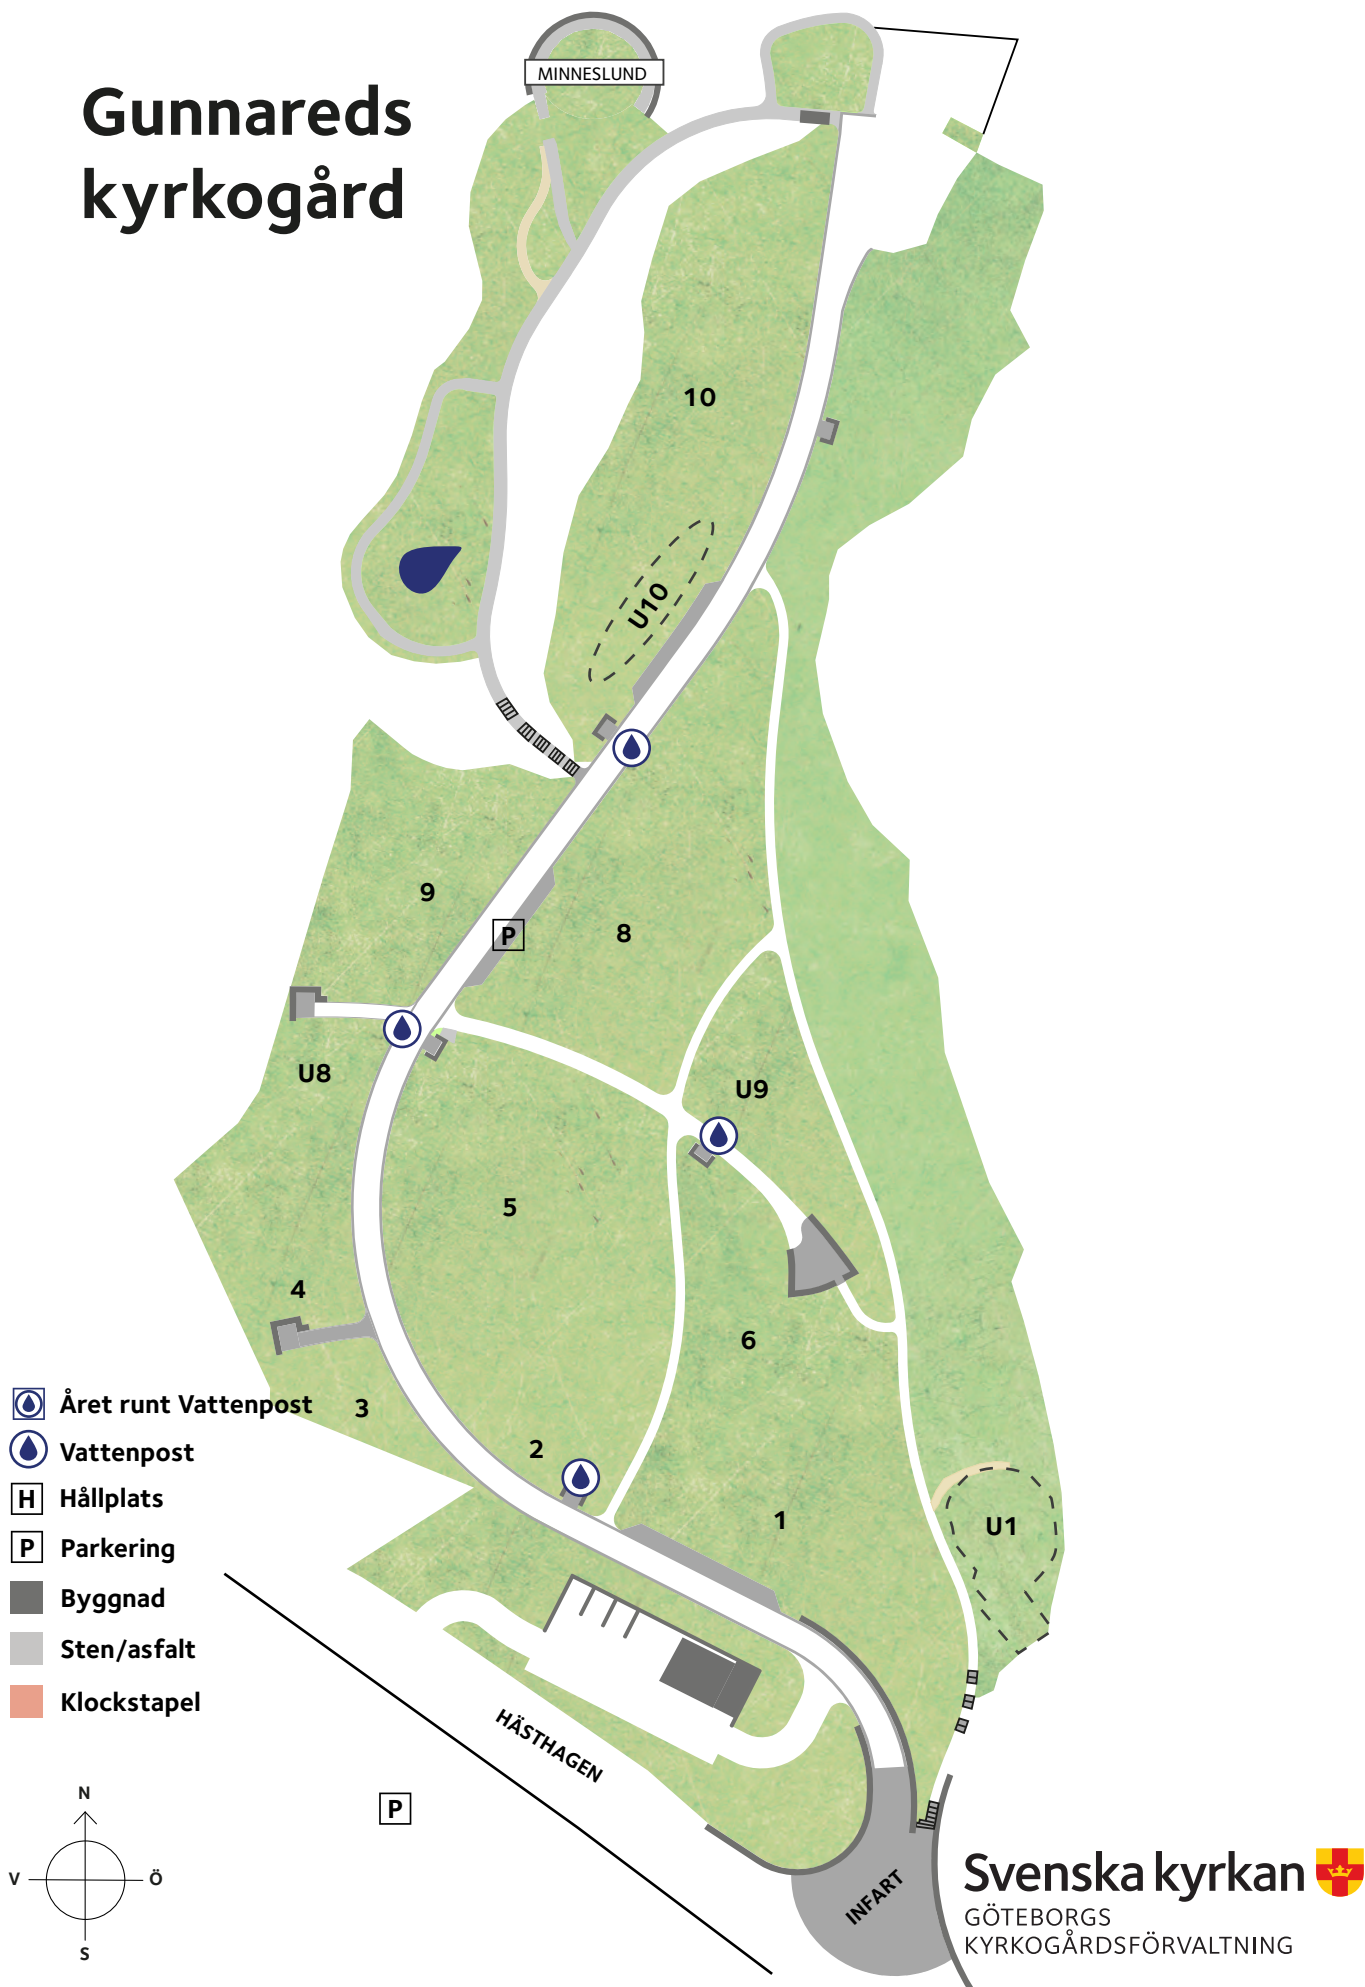 Gunnareds
kyrkogård
MINNESLUND
10
U10
9
P
8
U8
U9
5
4
6
3
2
1
U1
Året runt Vattenpost
Vattenpost
H Hållplats
P Parkering
Byggnad
Sten/asfalt
Klockstapel
HÄSTHAGEN
P
N
V Ö
S
INFART
Svenska kyrkan
GÖTEBORGS
KYRKOGÅRDSFÖRVALTNING